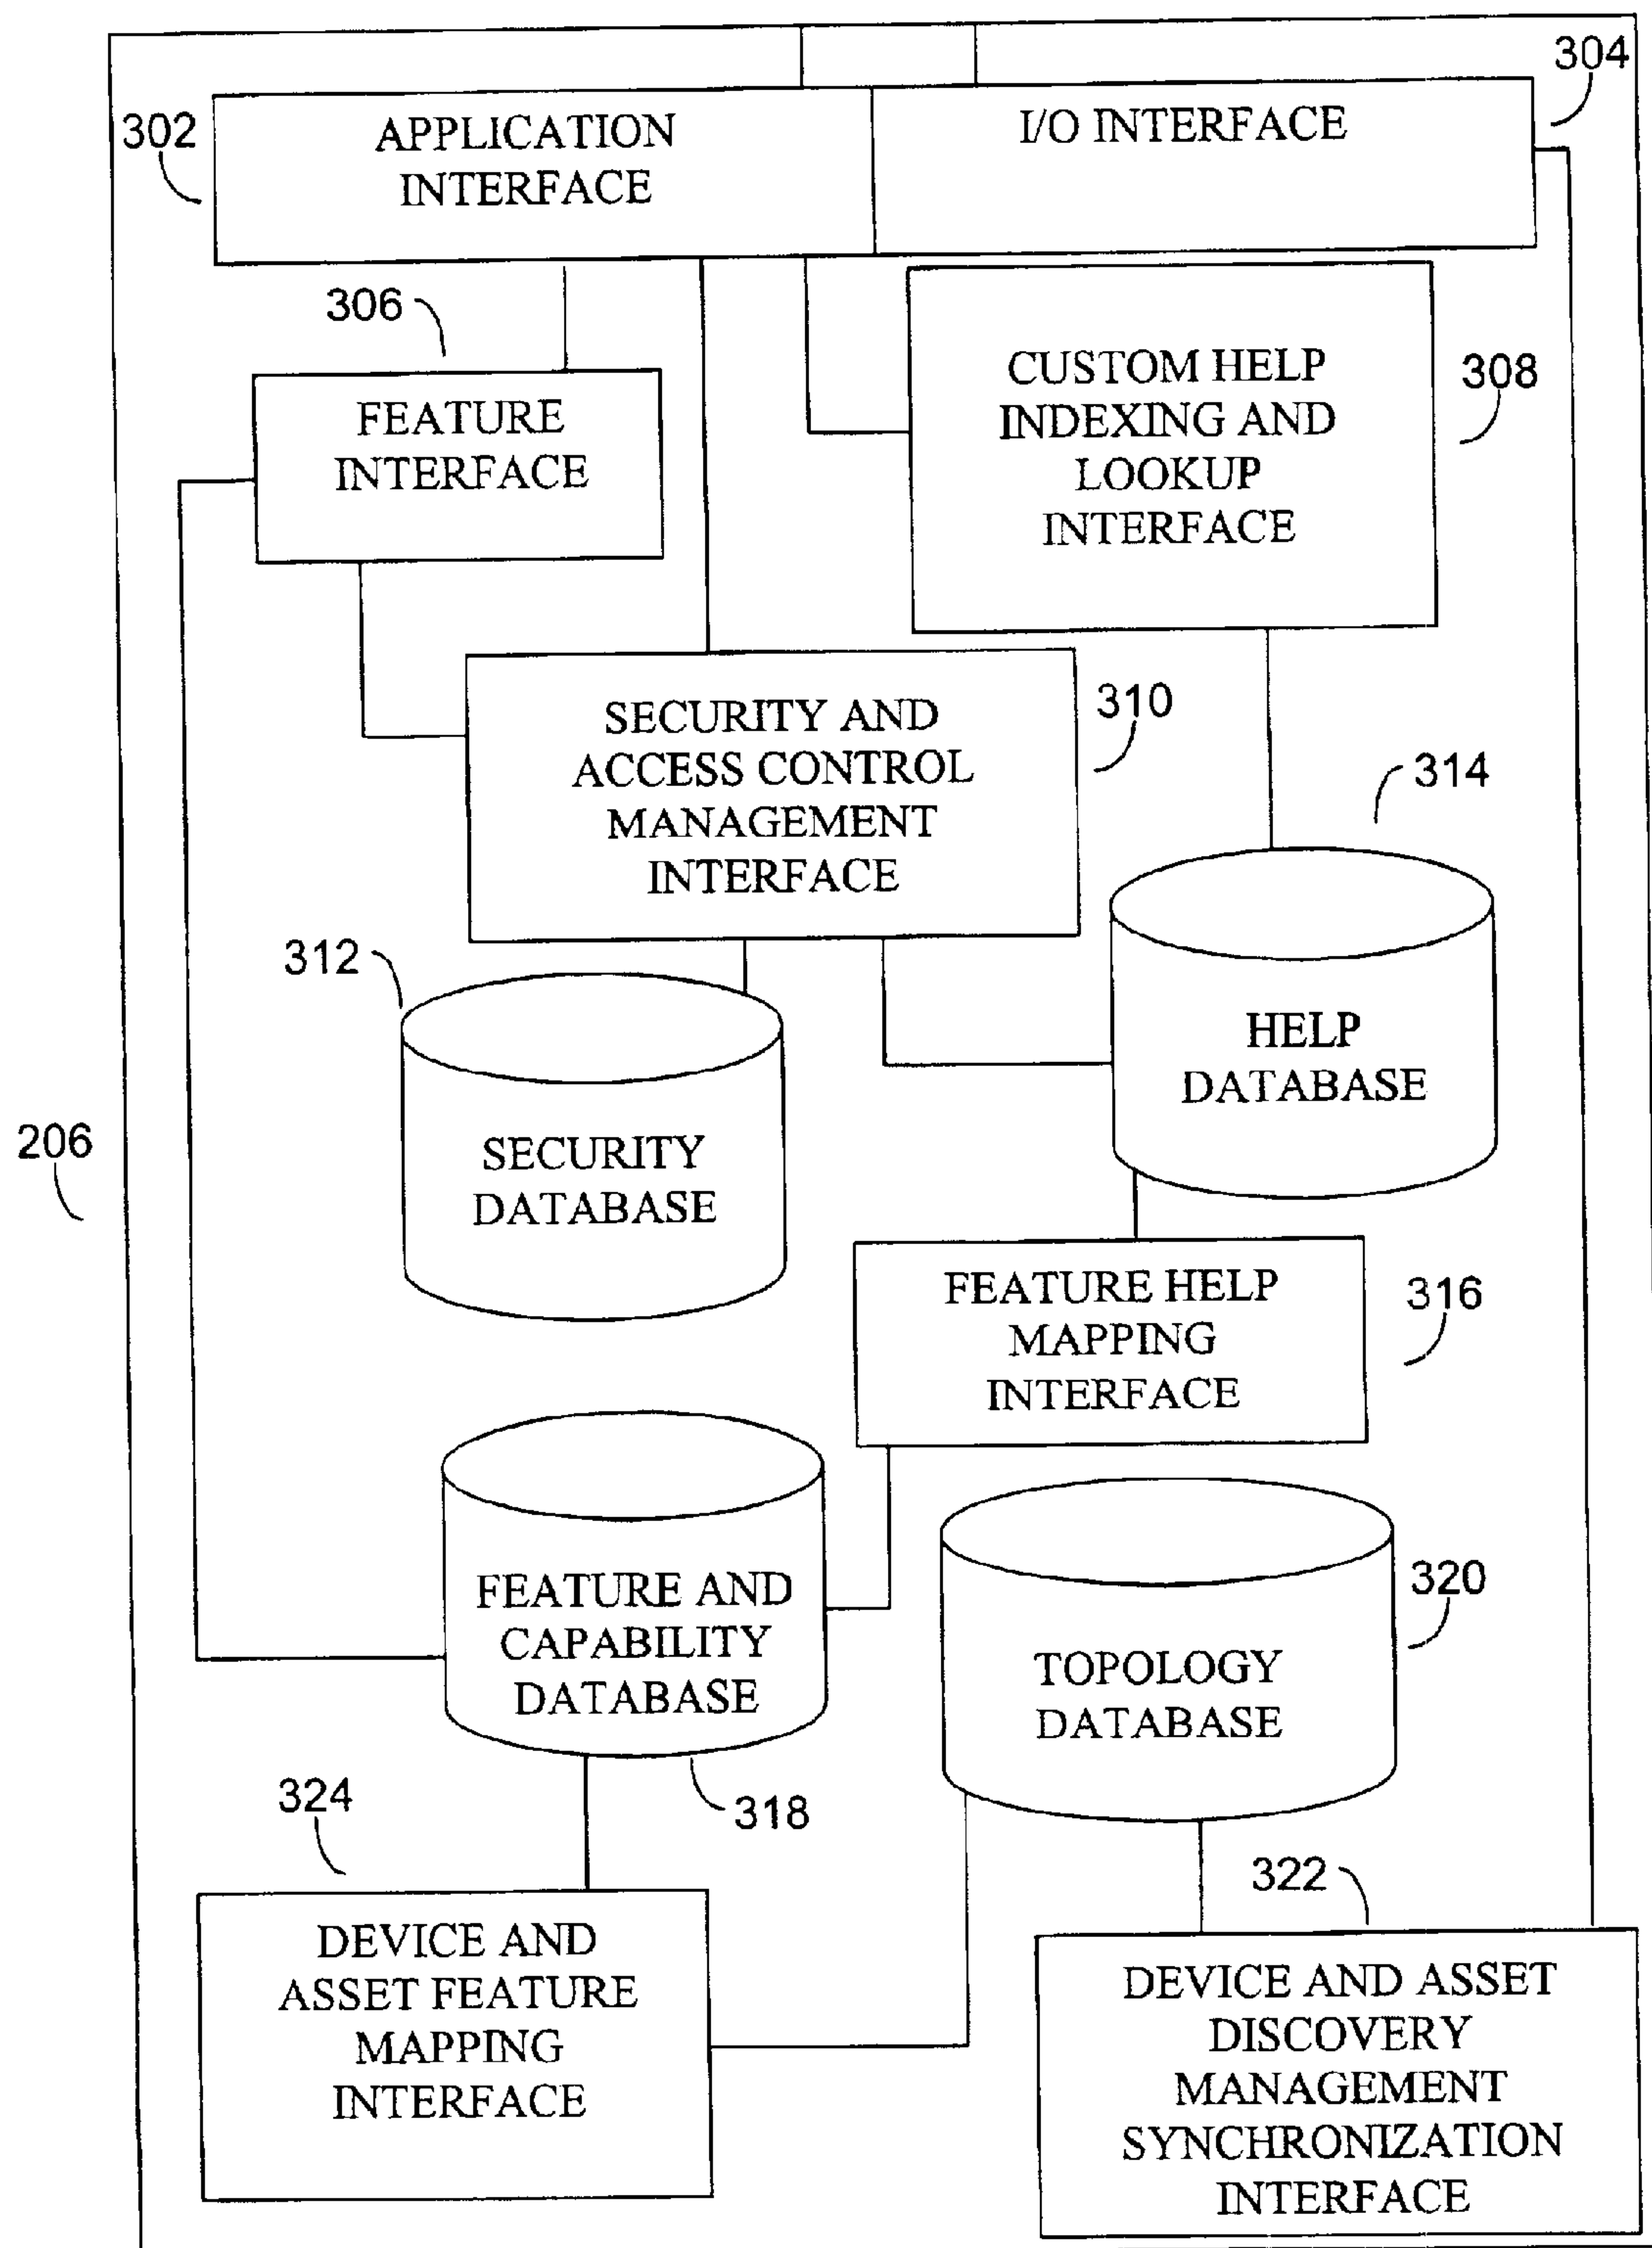 304
302
APPLICATION
INTERFACE
I/O INTERFACE
306
FEATURE
INTERFACE
CUSTOM HELP
INDEXING AND
LOOKUP
INTERFACE
308
SECURITY AND
ACCESS CONTROL
MANAGEMENT
INTERFACE
310
314
312
HELP
DATABASE
206
SECURITY
DATABASE
FEATURE HELP
MAPPING
INTERFACE
316
FEATURE AND
CAPABILITY
DATABASE
320
TOPOLOGY
DATABASE
324
318
322
DEVICE AND
ASSET FEATURE
MAPPING
INTERFACE
DEVICE AND ASSET
DISCOVERY
MANAGEMENT
SYNCHRONIZATION
INTERFACE